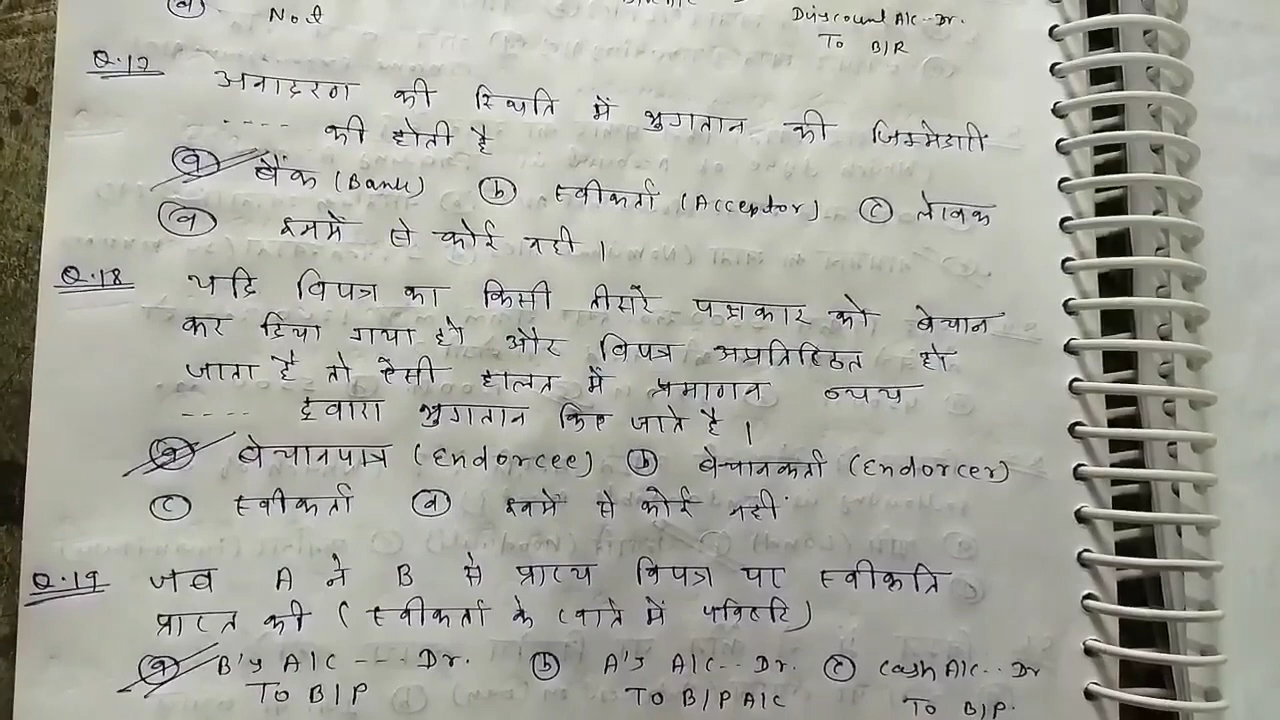 (d) Not
Discount A/c -- Dr.
To B/R
Q.17 अनादरण की स्थिति में भुगतान की जिम्मेदारी
---- की होती है
(a) बैंक (Bank) (b) स्वीकर्ता (Acceptor) (c) लेखक
(d) इनमें से कोई नही।
Q.18 यदि विपत्र का किसी तीसरे पक्षकार को बेचान
कर दिया गया हो और विपत्र अप्रतिष्ठित हो
जाता है तो ऐसी हालत में प्रमाणन व्यय
---- द्वारा भुगतान किए जाते है।
(a) बेचानपात्र (Endorcee) (b) बेचानकर्ता (Endorcer)
(c) स्वीकर्ता (d) इनमें से कोई नहीं
Q.19 जब A ने B से प्राप्य विपत्र पर स्वीकृति
प्राप्त की (स्वीकर्ता के खाते में प्रविष्टि)
(a) B's A/c --- Dr. (b) A's A/c -- Dr. (c) Cash A/c -- Dr
To B/P To B/P A/c To B/P.